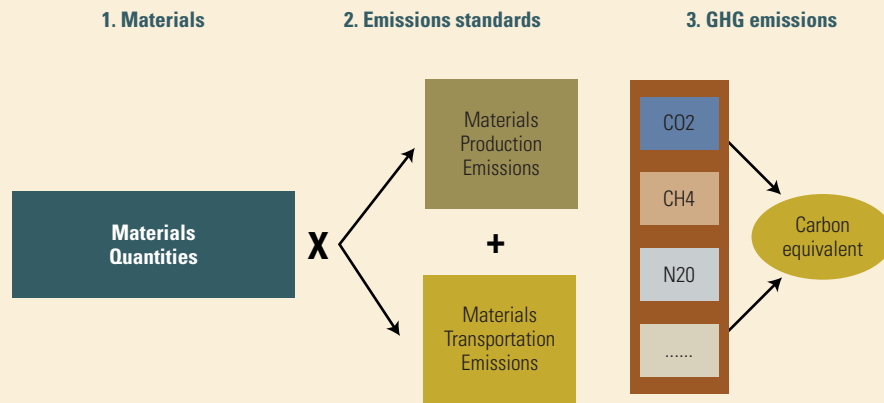 1. Materials
2. Emissions standards
3. GHG emissions
Materials
Quantities
X
Materials
Production
Emissions
+
Materials
Transportation
Emissions
CO2
CH4
N20
......
Carbon
equivalent